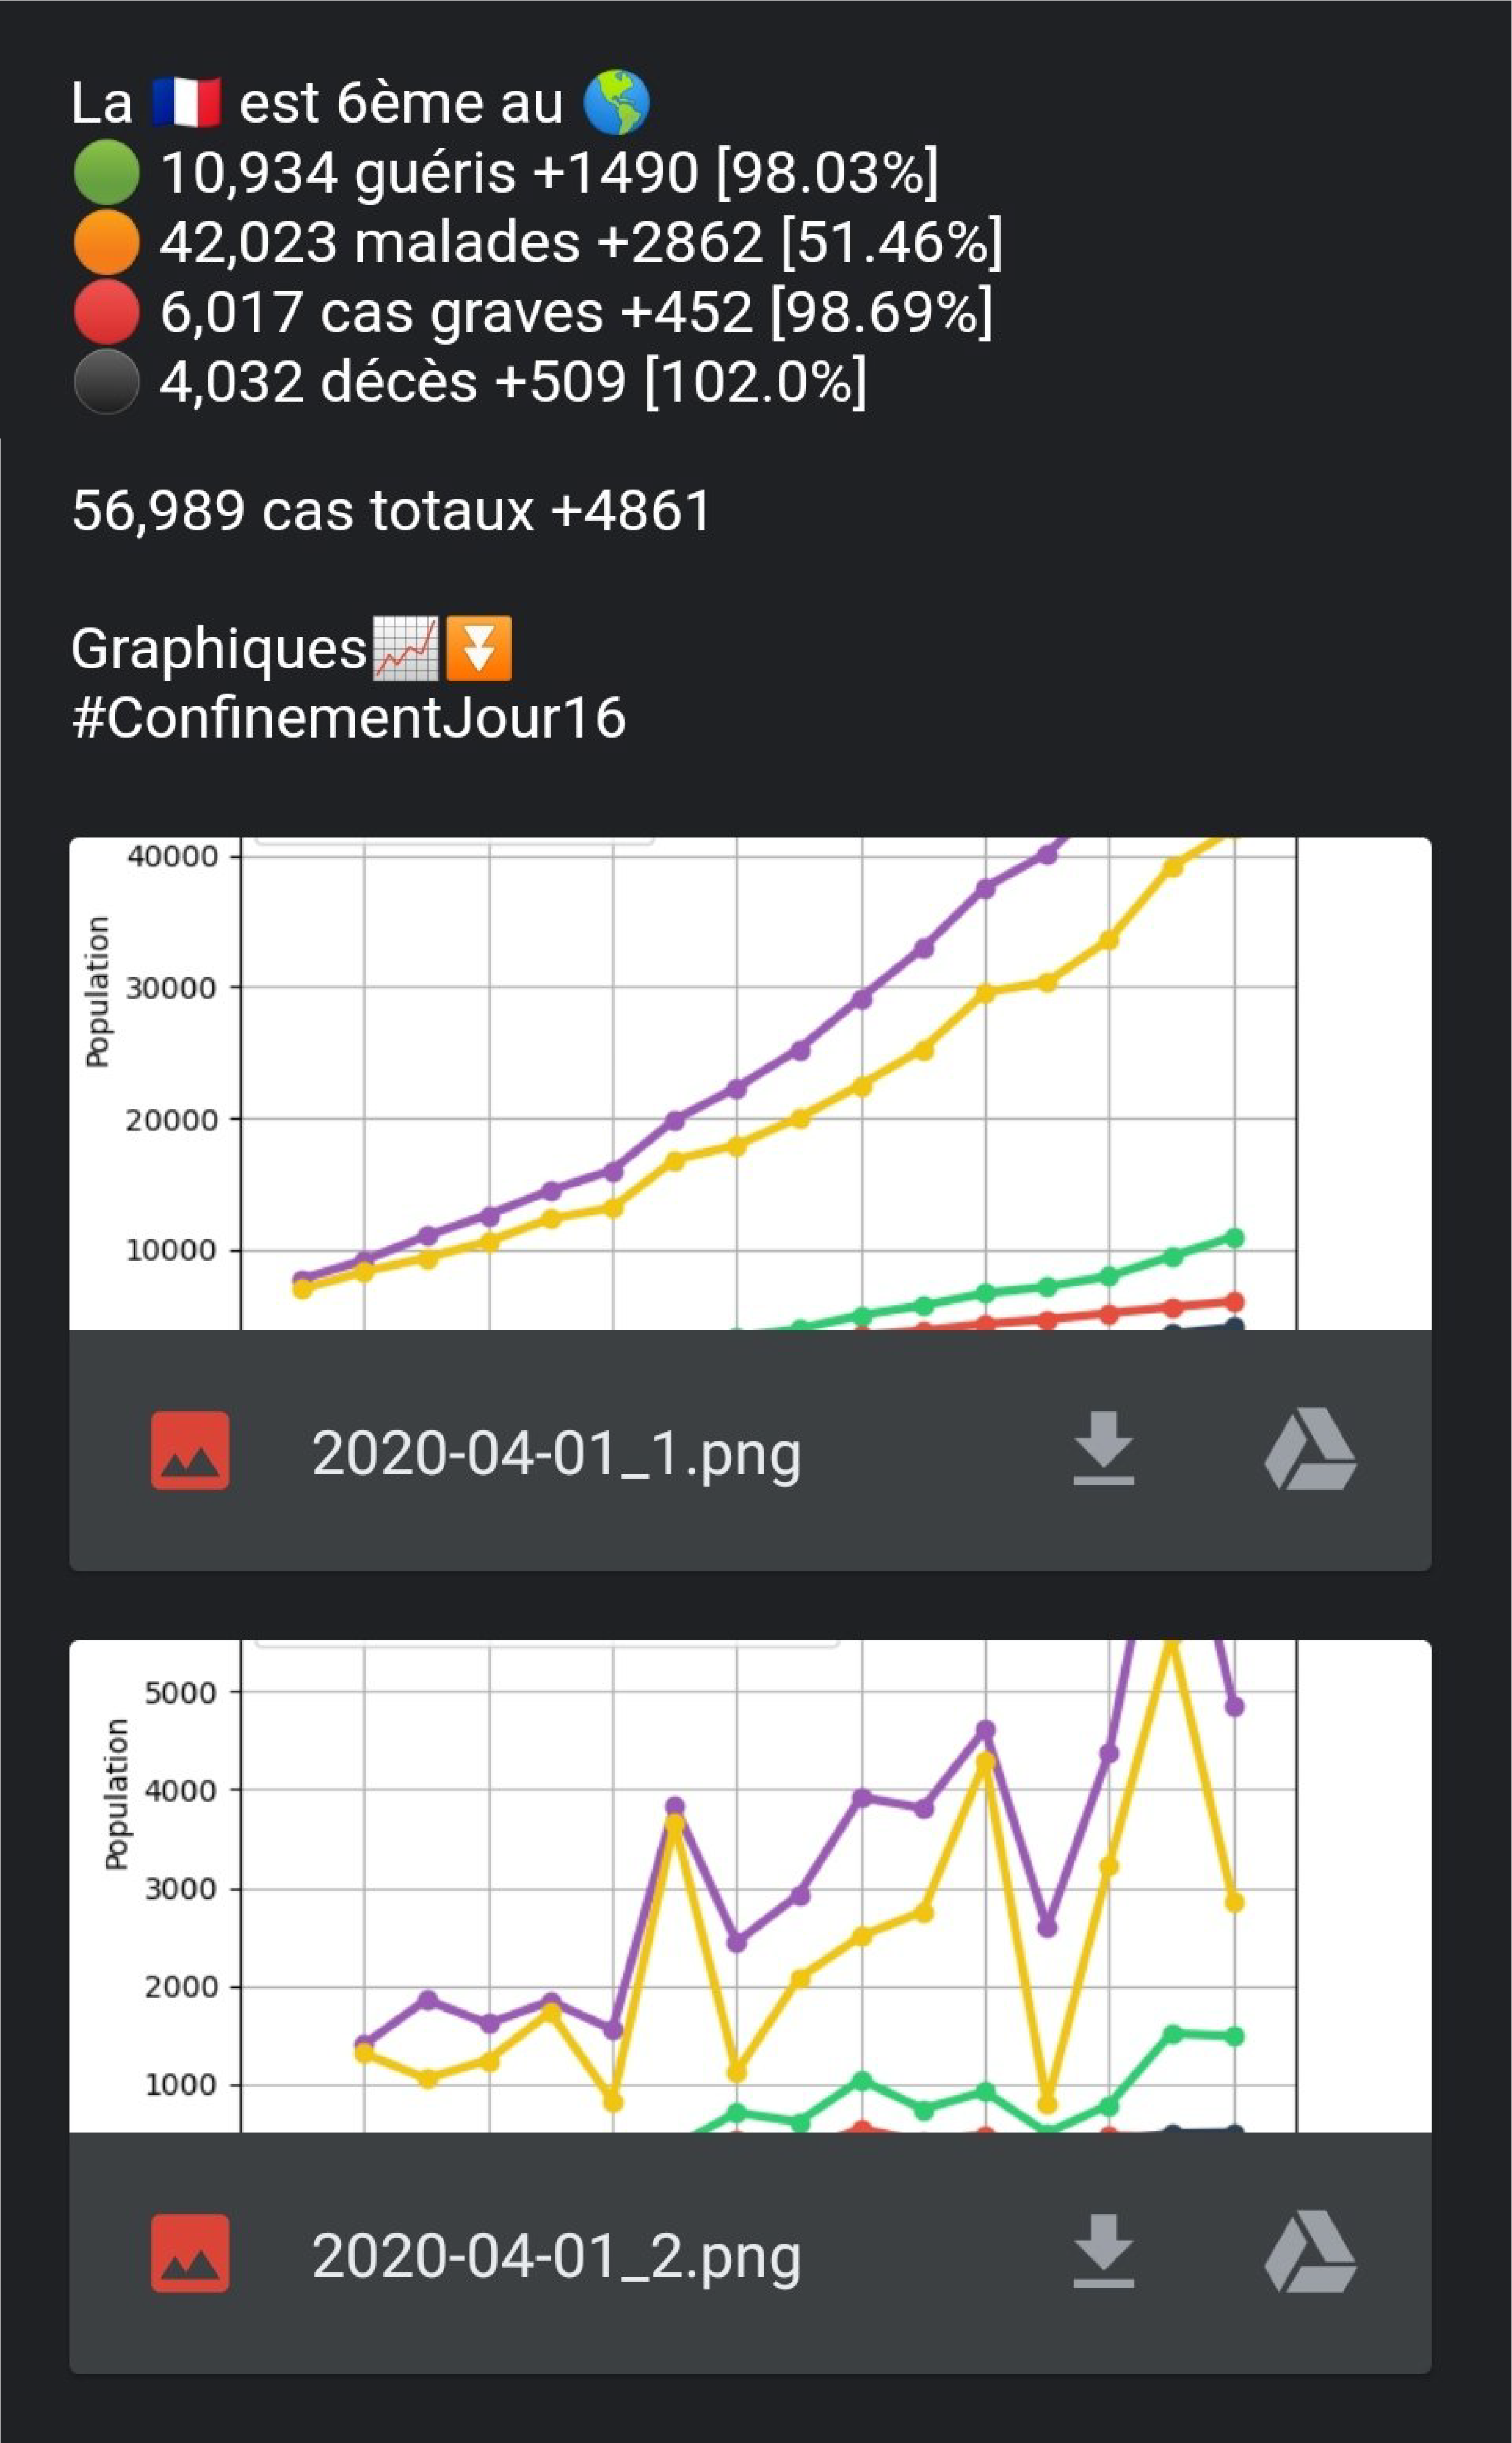 La 🇫🇷 est 6ème au 🌎
🟢 10,934 guéris +1490 [98.03%]
🟠 42,023 malades +2862 [51.46%]
🔴 6,017 cas graves +452 [98.69%]
⚫ 4,032 décès +509 [102.0%]
56,989 cas totaux +4861
Graphiques📈⏬
#ConfinementJour16
Population
40000
30000
20000
10000
2020-04-01_1.png
Population
5000
4000
3000
2000
1000
2020-04-01_2.png